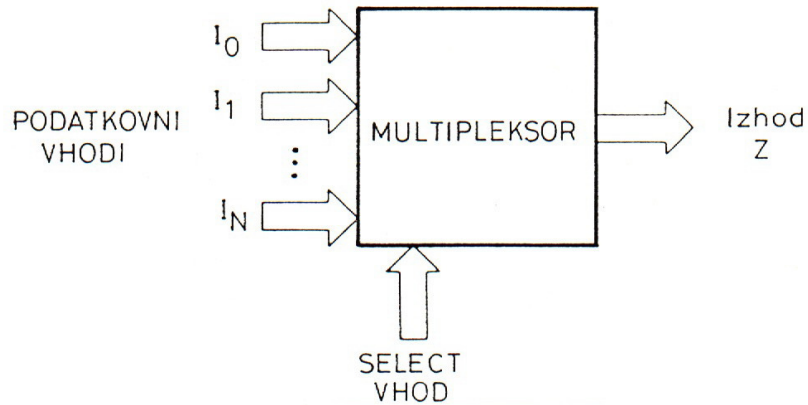 I0
I1
PODATKOVNI
VHODI
IN
MULTIPLEKSOR
Izhod
Z
SELECT
VHOD